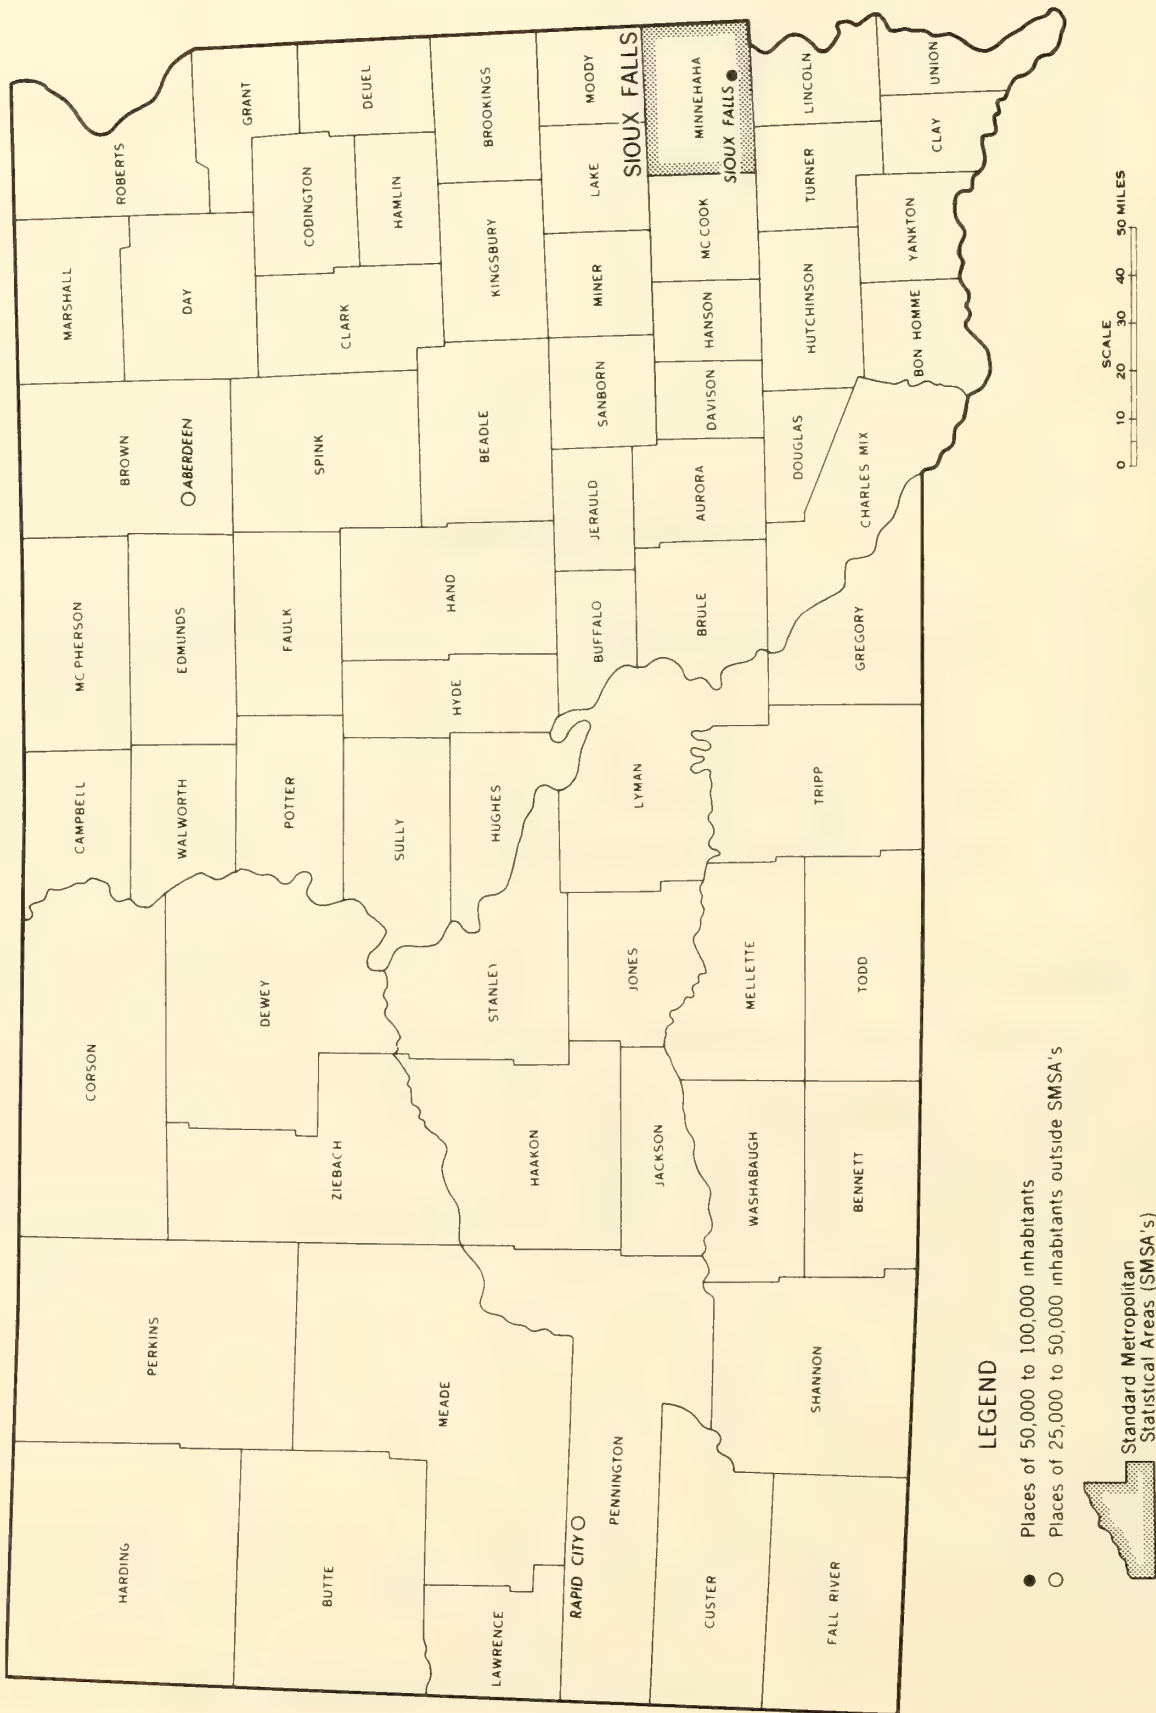 HARDING
PERKINS
CORSON
CAMPBELL
MC PHERSON
BROWN
MARSHALL
ROBERTS
WALWORTH
EDMUNDS
ABERDEEN
DAY
GRANT
BUTTE
ZIEBACH
DEWEY
POTTER
FAULK
SPINK
CLARK
CODINGTON
DEUEL
HAMLIN
MEADE
SULLY
HYDE
HAND
BEADLE
KINGSBURY
BROOKINGS
LAWRENCE
HAAKON
STANLEY
HUGHES
RAPID CITY
PENNINGTON
JACKSON
JONES
LYMAN
BUFFALO
JERAULD
SANBORN
MINER
LAKE
MOODY
SIOUX FALLS
CUSTER
WASHABAUGH
MELLETTE
BRULE
AURORA
DAVISON
HANSON
MC COOK
MINNEHAHA
SIOUX FALLS
FALL RIVER
SHANNON
BENNETT
TODD
TRIPP
GREGORY
CHARLES MIX
DOUGLAS
HUTCHINSON
TURNER
LINCOLN
BON HOMME
YANKTON
CLAY
UNION
LEGEND
Places of 50,000 to 100,000 inhabitants
Places of 25,000 to 50,000 inhabitants outside SMSA's
Standard Metropolitan
Statistical Areas (SMSA's)
SCALE
0 10 20 30 40 50 MILES